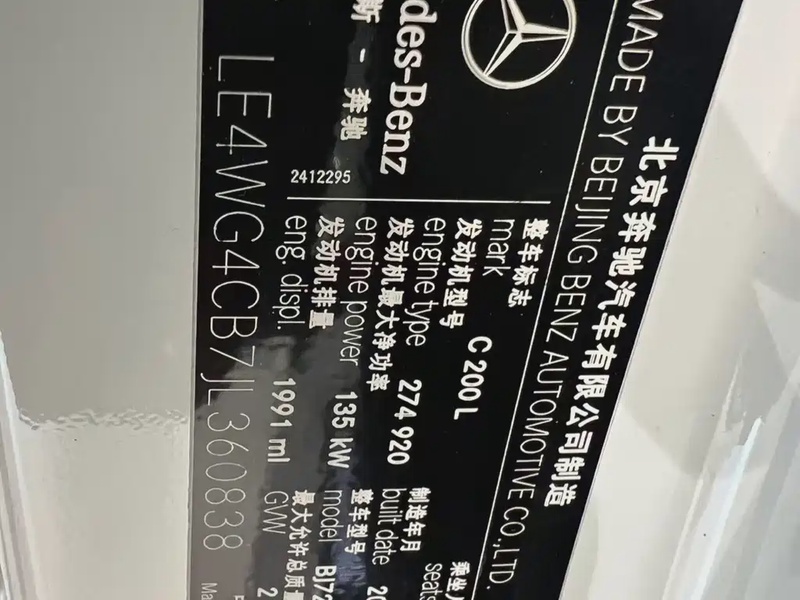 北京奔驰汽车有限公司制造
MADE BY BEIJING BENZ AUTOMOTIVE CO.,LTD.
整车标志
mark
发动机型号 C 200 L
engine type
发动机最大净功率 274 920
engine power
发动机排量 135 kW
eng. displ. 1991 ml
制造年月
built date
整车型号
model BJ7
最大允许总质量
GVW
斯 - 奔驰
des-Benz
2412295
LE4WG4CB7JL360838